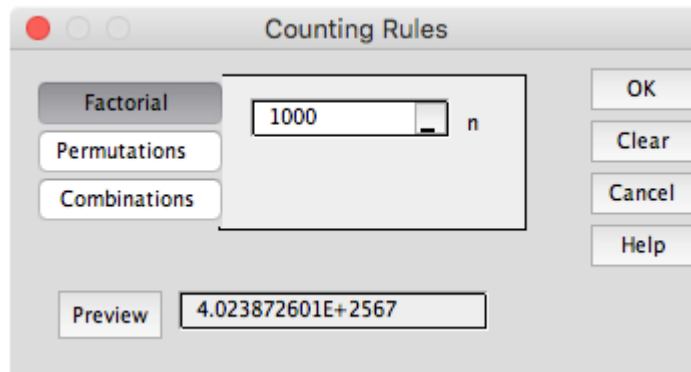 Counting Rules
Factorial
Permutations
Combinations
1000 n
OK
Clear
Cancel
Help
Preview 4.023872601E+2567